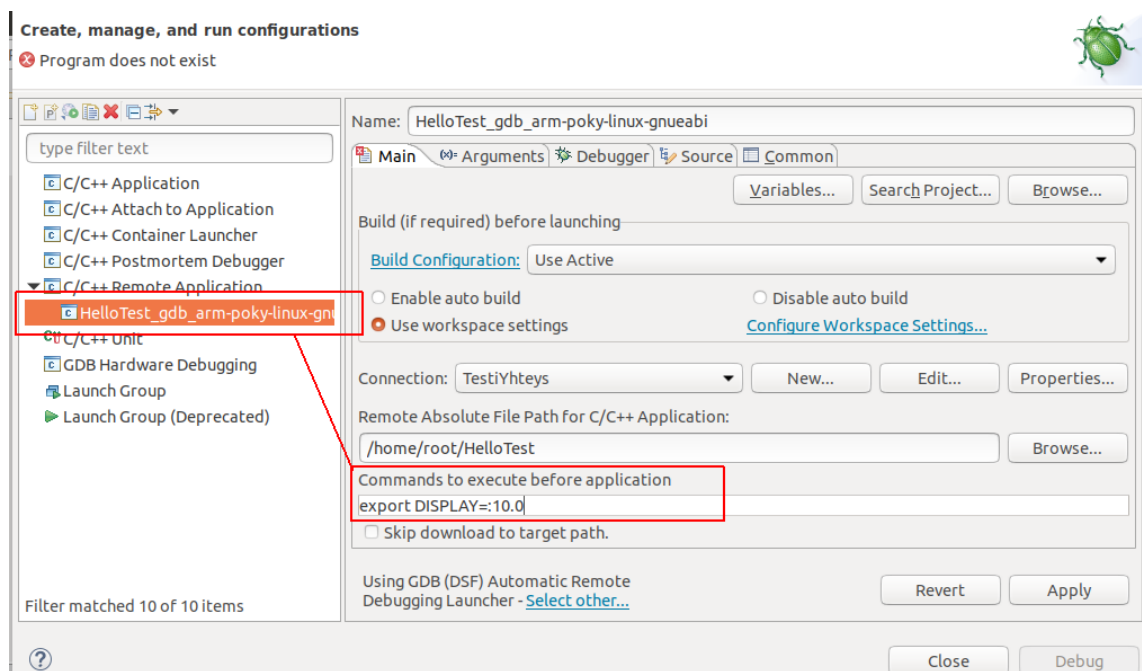 Create, manage, and run configurations
Program does not exist
type filter text
C/C++ Application
C/C++ Attach to Application
C/C++ Container Launcher
C/C++ Postmortem Debugger
C/C++ Remote Application
HelloTest_gdb_arm-poky-linux-gnu
C/C++ Unit
GDB Hardware Debugging
Launch Group
Launch Group (Deprecated)
Filter matched 10 of 10 items
Name: HelloTest_gdb_arm-poky-linux-gnueabi
Main (x)= Arguments Debugger Source Common
Variables... Search Project... Browse...
Build (if required) before launching
Build Configuration: Use Active
Enable auto build Disable auto build
Use workspace settings Configure Workspace Settings...
Connection: TestiYhteys New... Edit... Properties...
Remote Absolute File Path for C/C++ Application:
/home/root/HelloTest Browse...
Commands to execute before application
export DISPLAY=:10.0
Skip download to target path.
Using GDB (DSF) Automatic Remote
Debugging Launcher - Select other...
Revert Apply
Close Debug